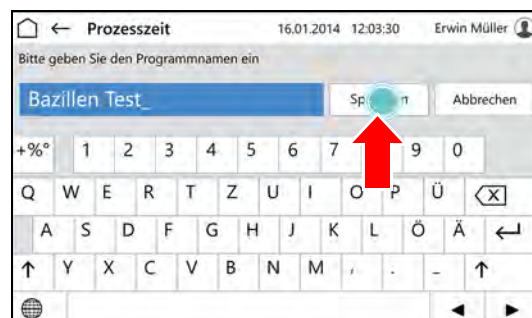 Prozesszeit 16.01.2014 12:03:30 Erwin Müller
Bitte geben Sie den Programmnamen ein
Bazillen Test_ Abbrechen
+%° 1 2 3 4 5 6 7 9 0
Q W E R T Z U I O P Ü
A S D F G H J K L Ö Ä
Y X C V B N M , . -